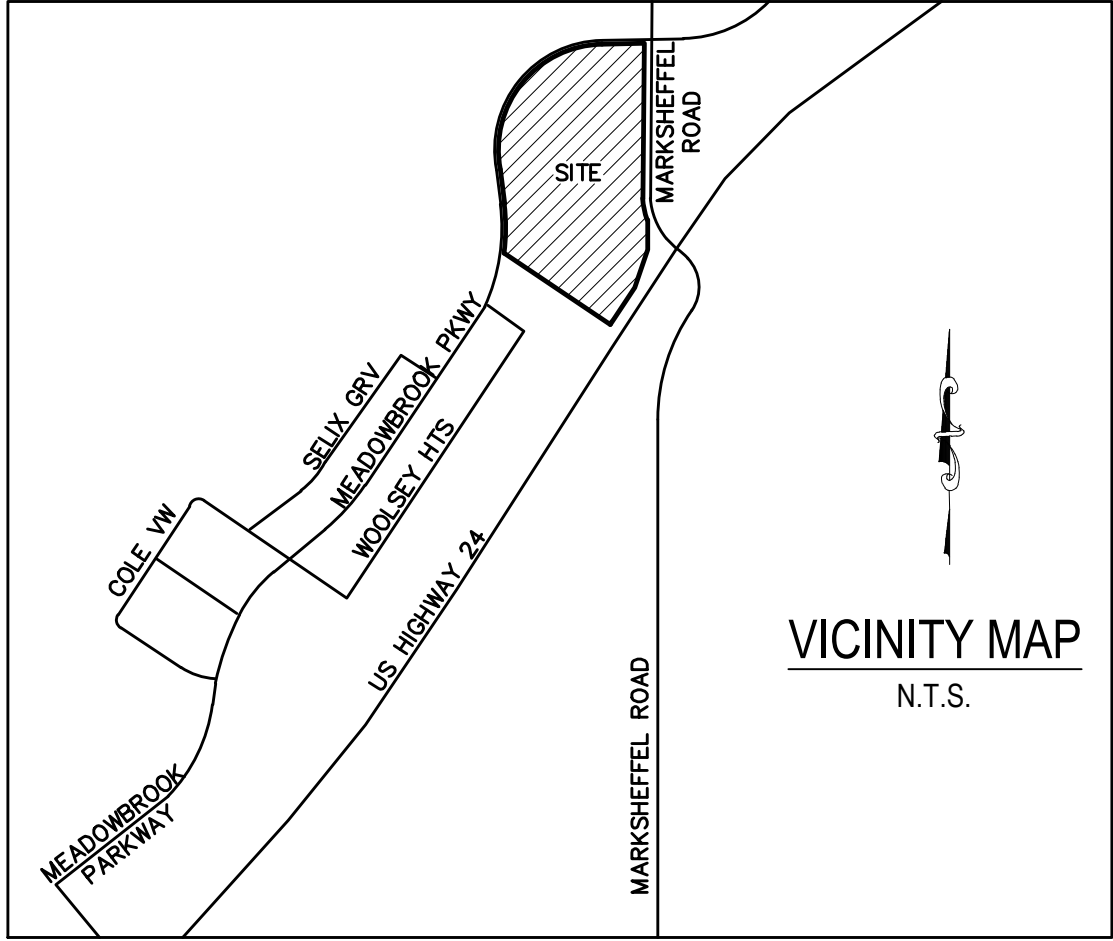 MARKSHEFFEL
ROAD
SITE
MEADOWBROOK PKWY
SELIX GRV
WOOLSEY HTS
COLE VW
US HIGHWAY 24
VICINITY MAP
N.T.S.
MARKSHEFFEL ROAD
MEADOWBROOK
PARKWAY